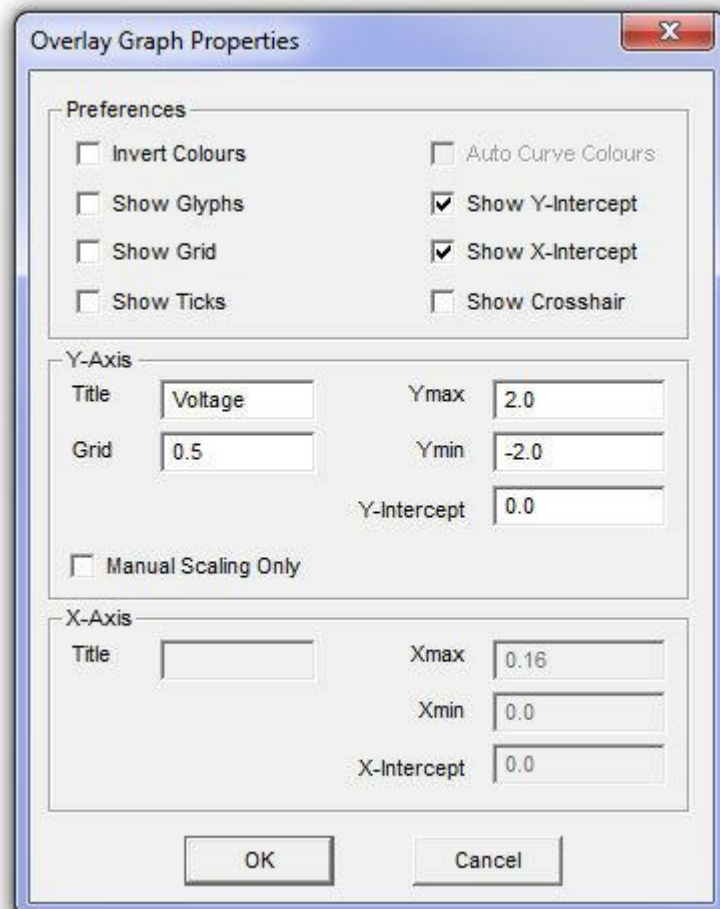 Overlay Graph Properties
Preferences
Invert Colours
Auto Curve Colours
Show Glyphs
Show Y-Intercept
Show Grid
Show X-Intercept
Show Ticks
Show Crosshair
Y-Axis
Title Voltage Ymax 2.0
Grid 0.5 Ymin -2.0
Y-Intercept 0.0
Manual Scaling Only
X-Axis
Title Xmax 0.16
Xmin 0.0
X-Intercept 0.0
OK Cancel